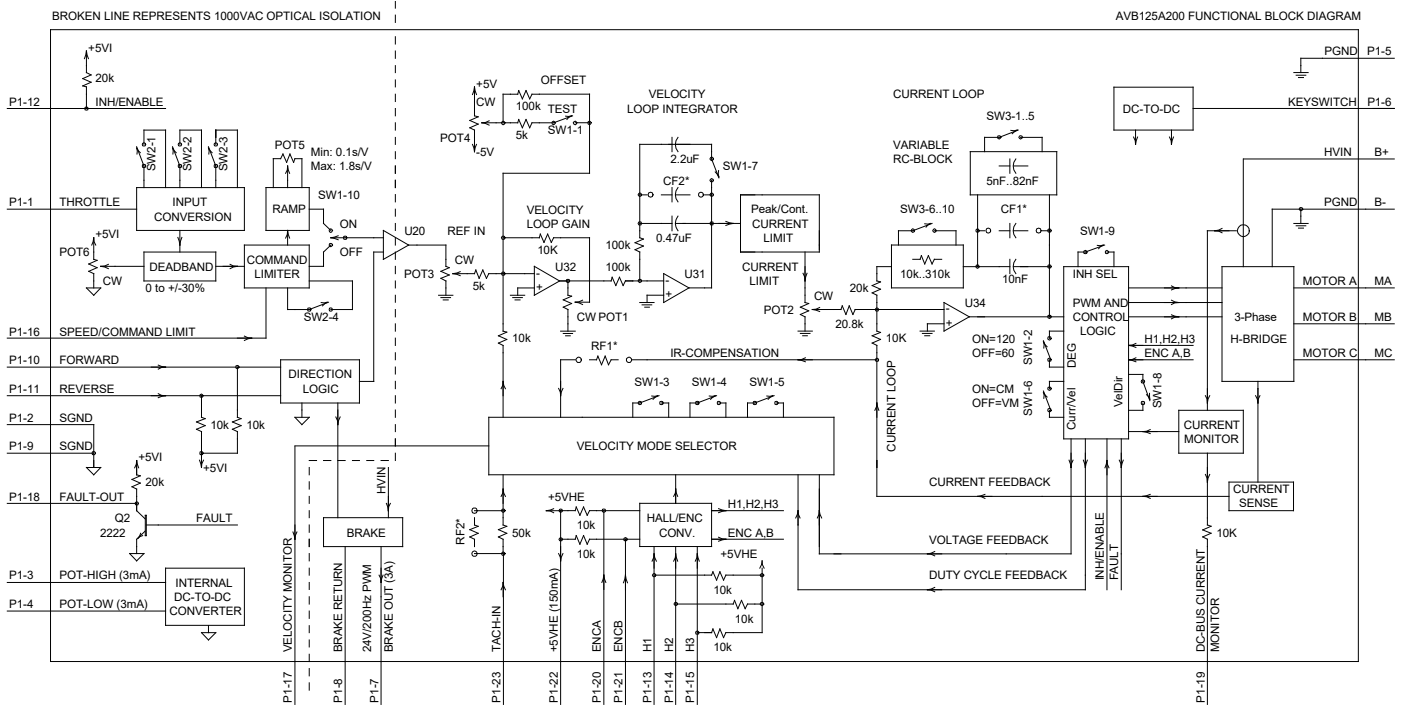 BROKEN LINE REPRESENTS 1000VAC OPTICAL ISOLATION
AVB125A200 FUNCTIONAL BLOCK DIAGRAM
+5VI
20k
P1-12
INH/ENABLE
SW2-1
SW2-2
SW2-3
POT5
Min: 0.1s/V
Max: 1.8s/V
SW1-10
P1-1
THROTTLE
INPUT
CONVERSION
RAMP
ON
OFF
+5VI
POT6
CW
DEADBAND
0 to +/-30%
COMMAND
LIMITER
SW2-4
P1-16
SPEED/COMMAND LIMIT
P1-10
FORWARD
P1-11
REVERSE
DIRECTION
LOGIC
P1-2
SGND
P1-9
SGND
10k
10k
+5VI
+5VI
20k
P1-18
FAULT-OUT
Q2
2222
FAULT
P1-3
POT-HIGH (3mA)
P1-4
POT-LOW (3mA)
INTERNAL
DC-TO-DC
CONVERTER
HVIN
BRAKE
VELOCITY MONITOR
BRAKE RETURN
24V/200Hz PWM
BRAKE OUT (3A)
P1-17
P1-8
P1-7
U20
REF IN
POT3
CW
5k
+5V
CW
POT4
-5V
OFFSET
100k
5k
TEST
SW1-1
VELOCITY
LOOP GAIN
10K
U32
CW POT1
10k
VELOCITY
LOOP INTEGRATOR
2.2uF
SW1-7
CF2*
0.47uF
100k
100k
U31
Peak/Cont.
CURRENT
LIMIT
CURRENT
LIMIT
CW
POT2
20.8k
CURRENT LOOP
VARIABLE
RC-BLOCK
SW3-1..5
5nF..82nF
SW3-6..10
CF1*
10k..310k
10nF
20k
U34
10K
RF1*
IR-COMPENSATION
CURRENT LOOP
SW1-3
SW1-4
SW1-5
VELOCITY MODE SELECTOR
RF2*
50k
TACH-IN
P1-23
+5VHE
10k
10k
+5VHE (150mA)
ENCA
ENCB
HALL/ENC
CONV.
H1,H2,H3
ENC A,B
+5VHE
10k
10k
10k
H1
H2
H3
P1-22
P1-20
P1-21
P1-13
P1-14
P1-15
CURRENT FEEDBACK
VOLTAGE FEEDBACK
DUTY CYCLE FEEDBACK
INH/ENABLE
FAULT
SW1-9
INH SEL
PWM AND
CONTROL
LOGIC
DEG
Curr/Vel
VelDir
ON=120
OFF=60
SW1-2
ON=CM
OFF=VM
SW1-6
SW1-8
H1,H2,H3
ENC A,B
DC-TO-DC
PGND
P1-5
KEYSWITCH
P1-6
HVIN
B+
PGND
B-
3-Phase
H-BRIDGE
MOTOR A
MA
MOTOR B
MB
MOTOR C
MC
CURRENT
MONITOR
CURRENT
SENSE
10K
DC-BUS CURRENT
MONITOR
P1-19